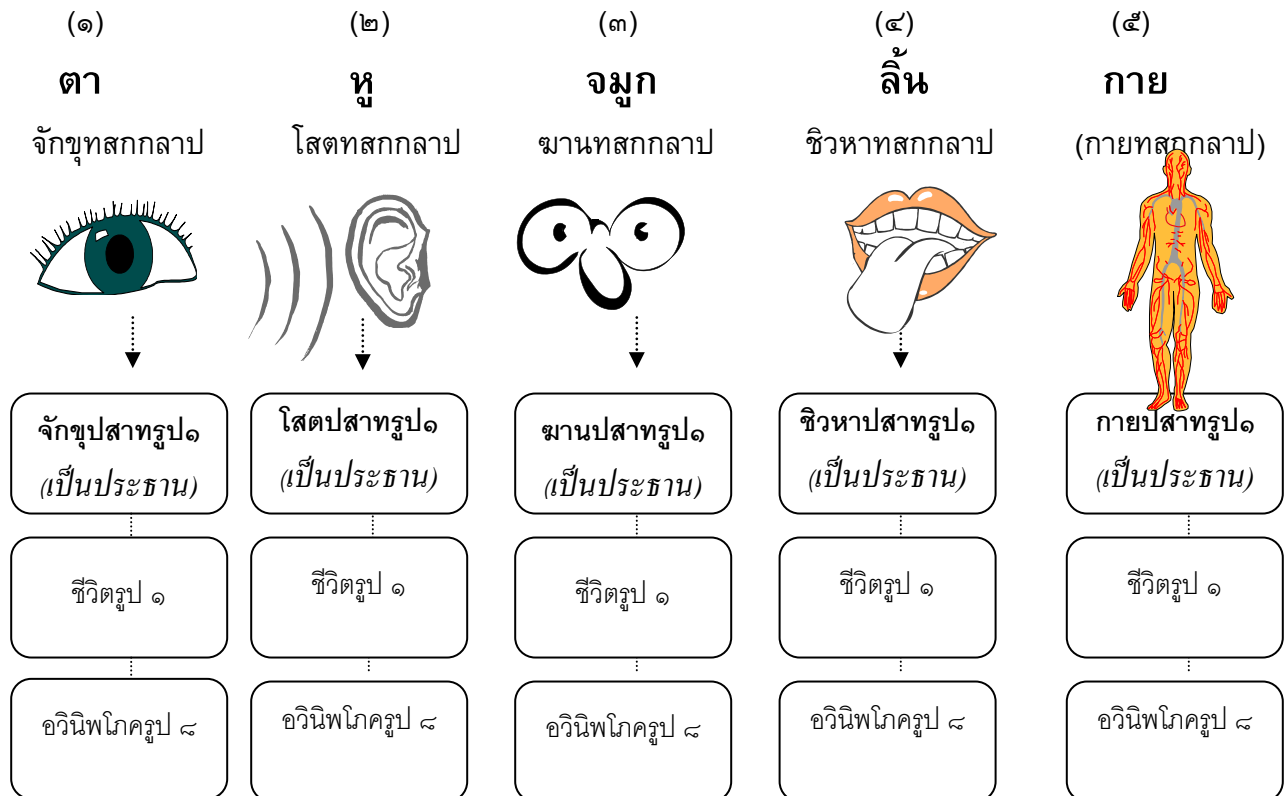 (๑) (๒) (๓) (๔) (๕)
ตา หู จมูก ลิ้น กาย
จักขุทสกกลาป โสตทสกกลาป ฆานทสกกลาป ชิวหาทสกกลาป (กายทสกกลาป)
จักขุปสาทรูป๑ โสตปสาทรูป๑ ฆานปสาทรูป๑ ชิวหาปสาทรูป๑ กายปสาทรูป๑
(เป็นประธาน) (เป็นประธาน) (เป็นประธาน) (เป็นประธาน) (เป็นประธาน)
ชีวิตรูป ๑ ชีวิตรูป ๑ ชีวิตรูป ๑ ชีวิตรูป ๑ ชีวิตรูป ๑
อวินิพโภครูป ๘ อวินิพโภครูป ๘ อวินิพโภครูป ๘ อวินิพโภครูป ๘ อวินิพโภครูป ๘